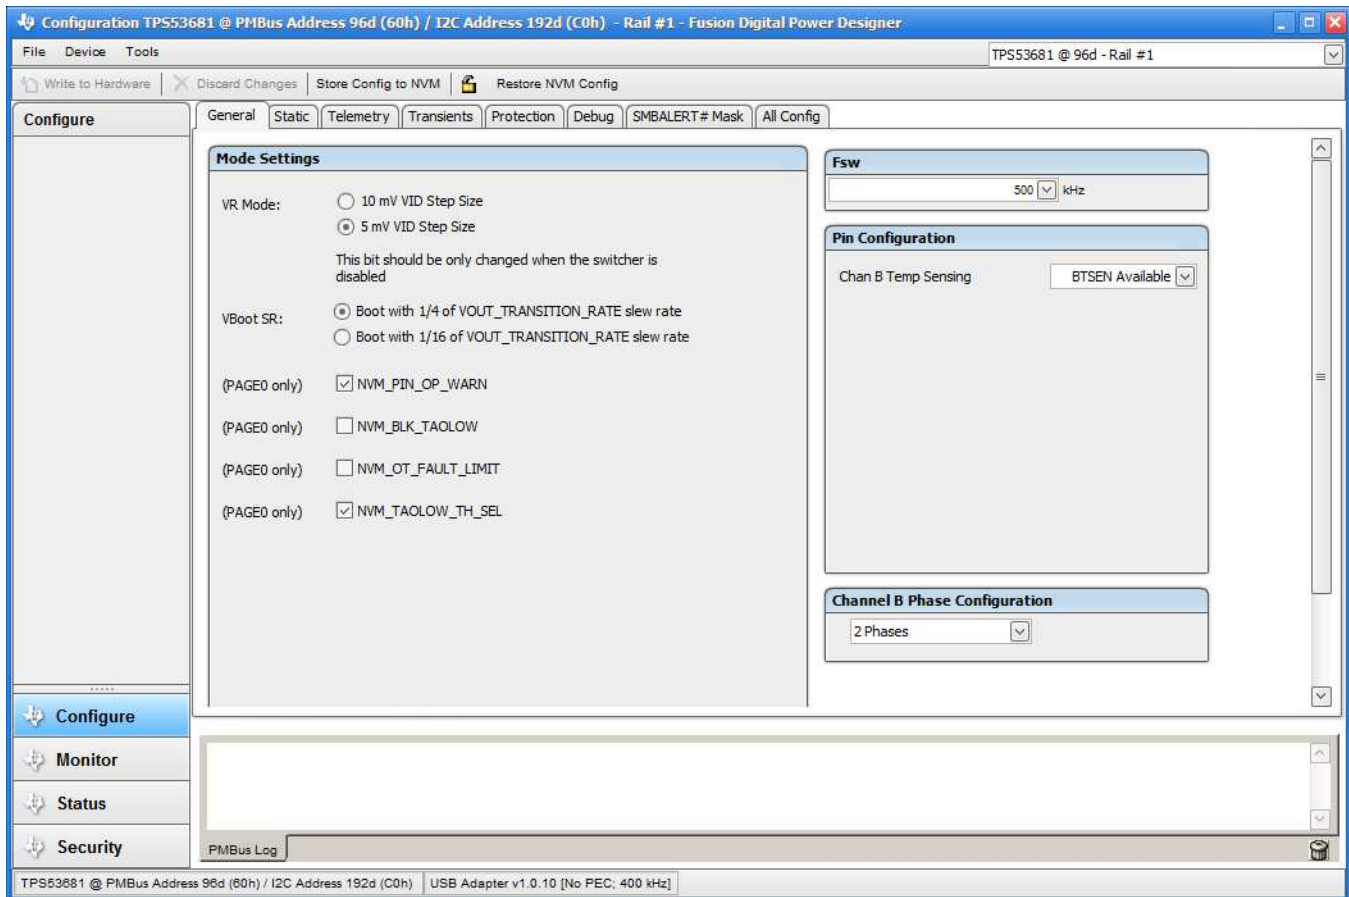 Configuration TPS53681 @ PMBus Address 96d (60h) / I2C Address 192d (C0h) - Rail #1 - Fusion Digital Power Designer
File Device Tools
TPS53681 @ 96d - Rail #1
Write to Hardware Discard Changes Store Config to NVM Restore NVM Config
Configure
General Static Telemetry Transients Protection Debug SMBALERT# Mask All Config
Mode Settings
VR Mode:
10 mV VID Step Size
5 mV VID Step Size
This bit should be only changed when the switcher is
disabled
VBoot SR:
Boot with 1/4 of VOUT_TRANSITION_RATE slew rate
Boot with 1/16 of VOUT_TRANSITION_RATE slew rate
(PAGE0 only) NVM_PIN_OP_WARN
(PAGE0 only) NVM_BLK_TAOLOW
(PAGE0 only) NVM_OT_FAULT_LIMIT
(PAGE0 only) NVM_TAOLOW_TH_SEL
Fsw
500 kHz
Pin Configuration
Chan B Temp Sensing BTSEN Available
Channel B Phase Configuration
2 Phases
Configure
Monitor
Status
Security
PMBus Log
TPS53681 @ PMBus Address 96d (60h) / I2C Address 192d (C0h) USB Adapter v1.0.10 [No PEC; 400 kHz]